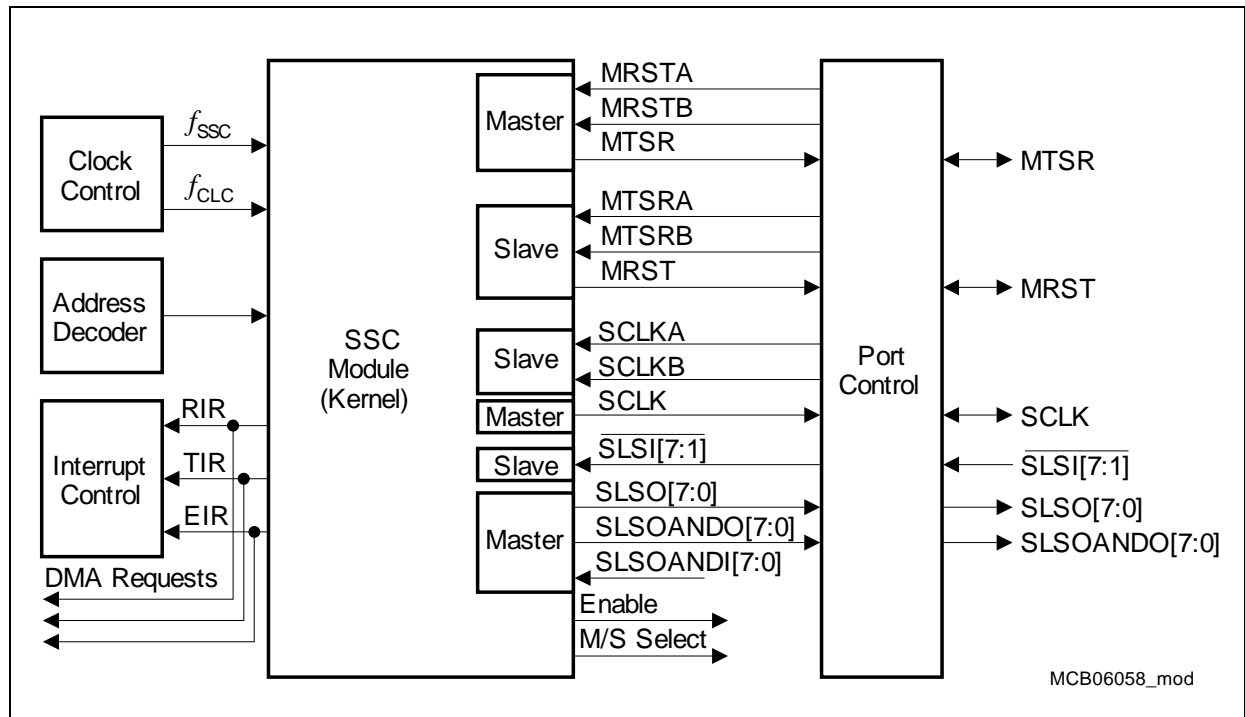 Clock
Control
fSSC
fCLC
Address
Decoder
Interrupt
Control
RIR
TIR
EIR
DMA Requests
SSC
Module
(Kernel)
Master
Slave
Slave
Master
Slave
Master
MRSTA
MRSTB
MTSR
MTSRA
MTSRB
MRST
SCLKA
SCLKB
SCLK
SLSI[7:1]
SLSO[7:0]
SLSOANDO[7:0]
SLSOANDI[7:0]
Enable
M/S Select
Port
Control
MTSR
MRST
SCLK
SLSI[7:1]
SLSO[7:0]
SLSOANDO[7:0]
MCB06058_mod